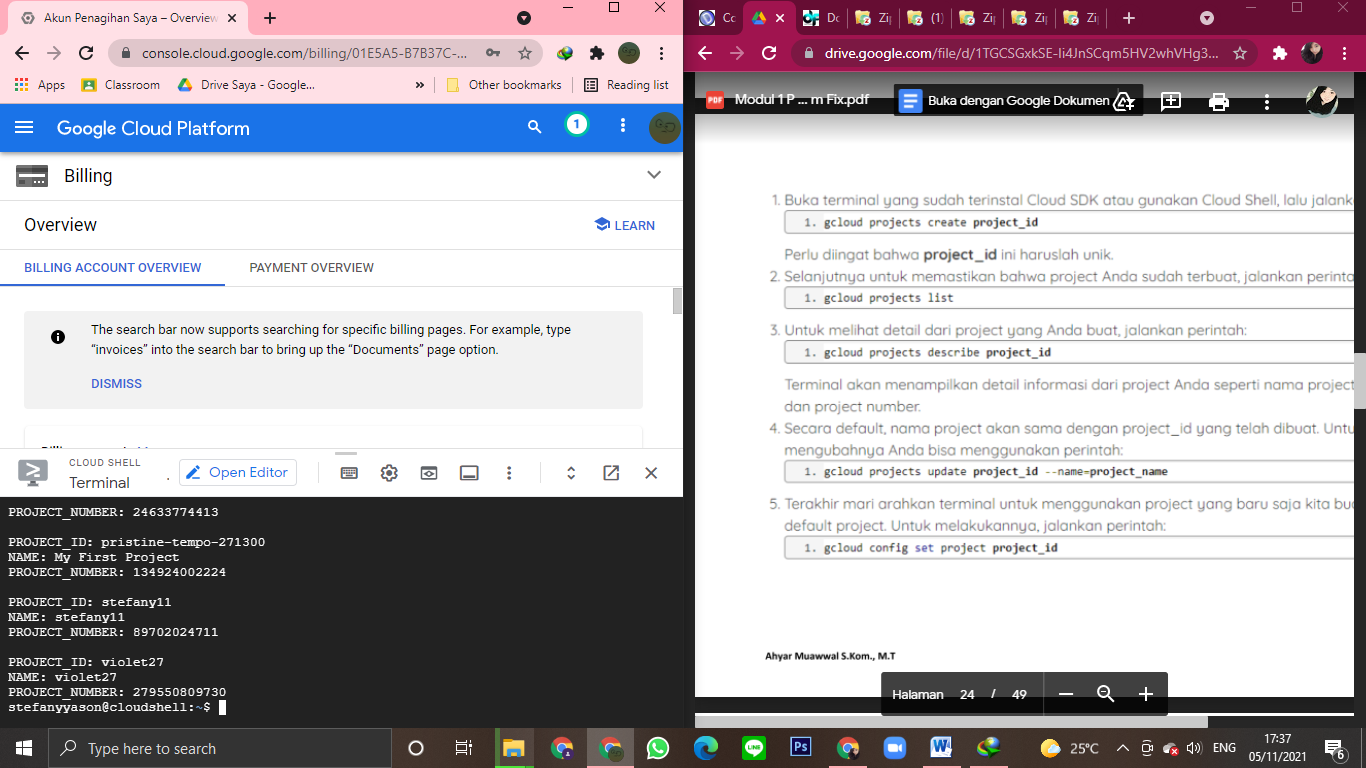 Akun Penagihan Saya – Overview
console.cloud.google.com/billing/01E5A5-B7B37C-...
Apps
Classroom
Drive Saya - Google...
»
Other bookmarks
Reading list
Google Cloud Platform
1
Billing
Overview
LEARN
BILLING ACCOUNT OVERVIEW
PAYMENT OVERVIEW
The search bar now supports searching for specific billing pages. For example, type
“invoices” into the search bar to bring up the “Documents” page option.
DISMISS
CLOUD SHELL
Terminal
Open Editor
PROJECT_NUMBER: 24633774413
PROJECT_ID: pristine-tempo-271300
NAME: My First Project
PROJECT_NUMBER: 134924002224
PROJECT_ID: stefany11
NAME: stefany11
PROJECT_NUMBER: 89702024711
PROJECT_ID: violet27
NAME: violet27
PROJECT_NUMBER: 279550809730
stefanyyason@cloudshell:~$
Cc
Dc
Zi
(1)
Zi
Zi
Zi
drive.google.com/file/d/1TGCSGxkSE-Ii4JnSCqm5HV2whVHg3...
PDF
Modul 1 P ... m Fix.pdf
Buka dengan Google Dokumen
1. Buka terminal yang sudah terinstal Cloud SDK atau gunakan Cloud Shell, lalu jalank
1. gcloud projects create project_id
Perlu diingat bahwa project_id ini haruslah unik.
2. Selanjutnya untuk memastikan bahwa project Anda sudah terbuat, jalankan perinta
1. gcloud projects list
3. Untuk melihat detail dari project yang Anda buat, jalankan perintah:
1. gcloud projects describe project_id
Terminal akan menampilkan detail informasi dari project Anda seperti nama project
dan project number.
4. Secara default, nama project akan sama dengan project_id yang telah dibuat. Untu
mengubahnya Anda bisa menggunakan perintah:
1. gcloud projects update project_id --name=project_name
5. Terakhir mari arahkan terminal untuk menggunakan project yang baru saja kita bu
default project. Untuk melakukannya, jalankan perintah:
1. gcloud config set project project_id
Ahyar Muawwal S.Kom., M.T
Halaman 24 / 49
Type here to search
LINE
Ps
25°C
ENG
17:37
05/11/2021
6